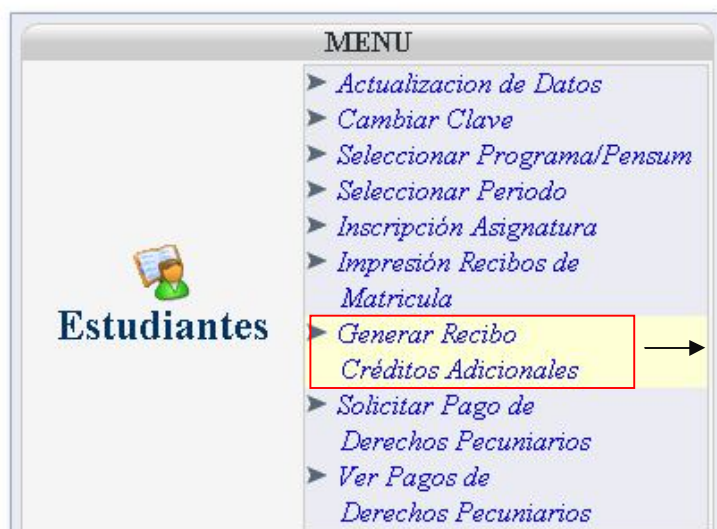 MENU
Estudiantes
Actualizacion de Datos
Cambiar Clave
Seleccionar Programa/Pensum
Seleccionar Periodo
Inscripción Asignatura
Impresión Recibos de
Matricula
Generar Recibo
Créditos Adicionales
Solicitar Pago de
Derechos Pecuniarios
Ver Pagos de
Derechos Pecuniarios